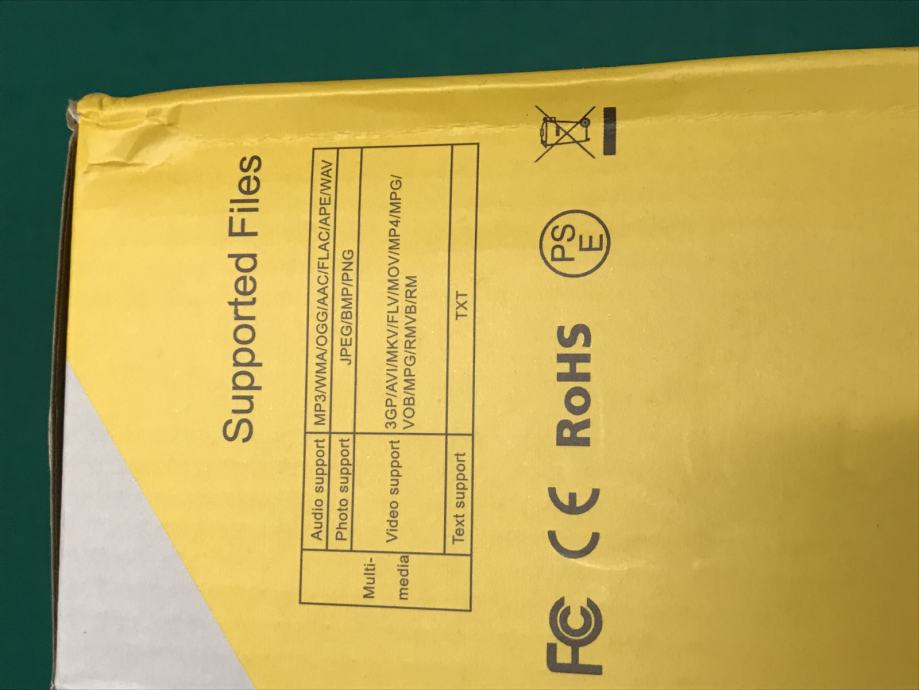 Supported Files
Audio support MP3/WMA/OGG/AAC/FLAC/APE/WAV
Photo support JPEG/BMP/PNG
Multi-
media
Video support 3GP/AVI/MKV/FLV/MOV/MP4/MPG/
VOB/MPG/RMVB/RM
Text support TXT
FC CE RoHS PSE